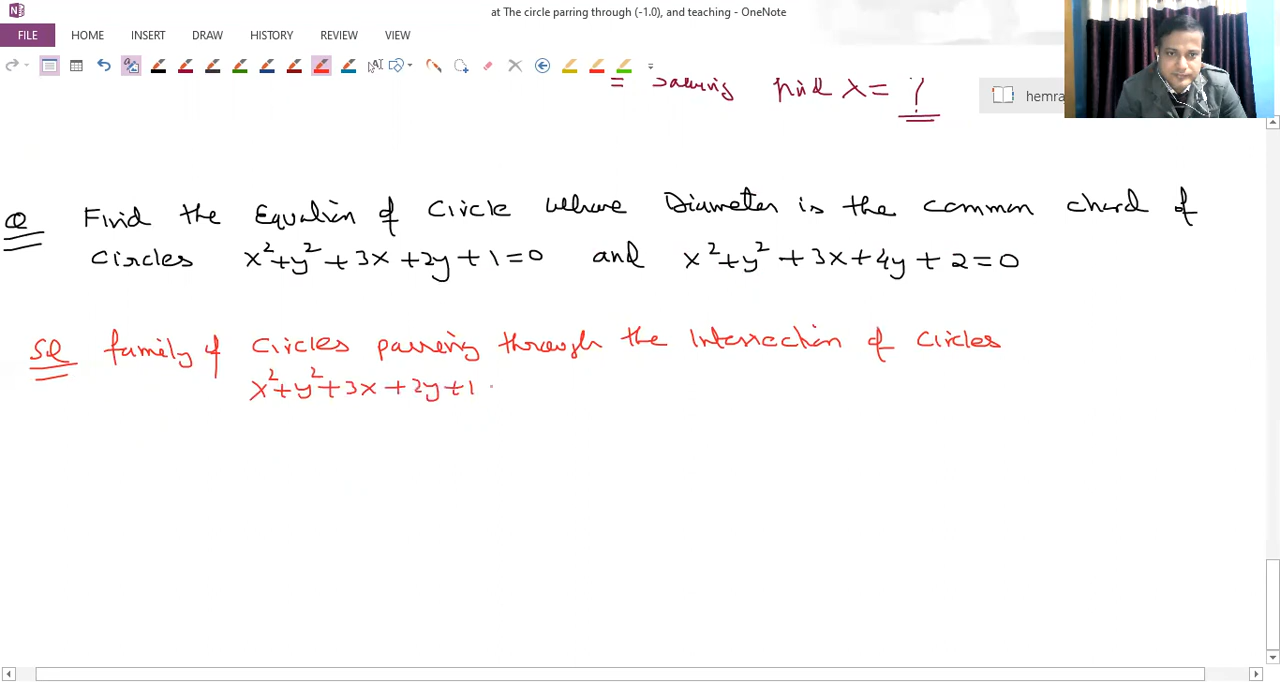 at The circle parring through (-1.0), and teaching - OneNote
FILE HOME INSERT DRAW HISTORY REVIEW VIEW
= solving find λ = ?
hemra
Q Find the Equation of Circle whose Diameter is the common chord of
Circles x²+y²+3x+2y+1=0 and x²+y²+3x+4y+2=0
Sol family of Circles passing through the Intersection of Circles
x²+y²+3x+2y+1